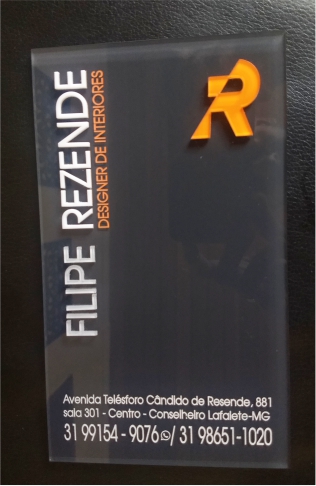 FILIPE REZENDE
DESIGNER DE INTERIORES
R
Avenida Telésforo Cândido de Resende, 881
sala 301 - Centro - Conselheiro Lafaiete-MG
31 99154 - 9076 / 31 98651-1020